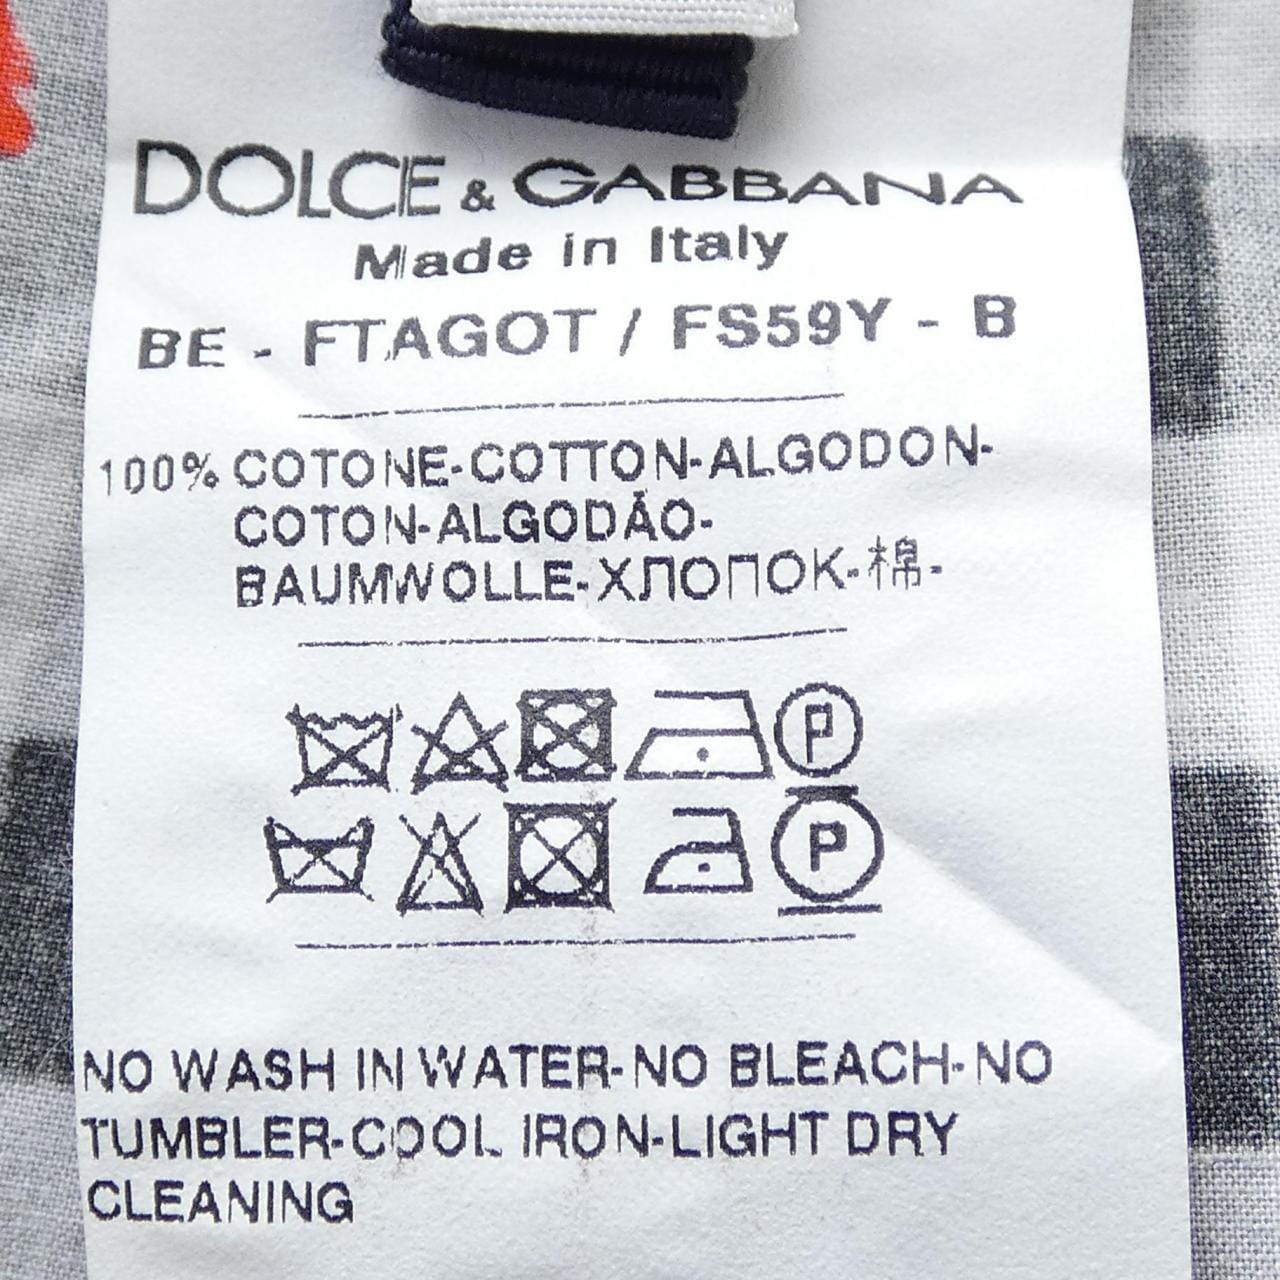 DOLCE & GABBANA
Made in Italy
BE - FTAGOT / FS59Y - B
100% COTONE-COTTON-ALGODON-
COTON-ALGODÃO-
BAUMWOLLE-ХЛОПОК-棉-
P
P
NO WASH IN WATER-NO BLEACH-NO
TUMBLER-COOL IRON-LIGHT DRY
CLEANING